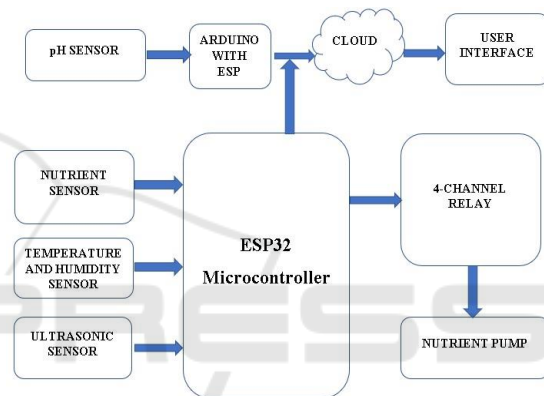 pH SENSOR
ARDUINO
WITH
ESP
CLOUD
USER
INTERFACE
NUTRIENT
SENSOR
TEMPERATURE
AND HUMIDITY
SENSOR
ULTRASONIC
SENSOR
ESP32
Microcontroller
4-CHANNEL
RELAY
NUTRIENT PUMP
PRESS